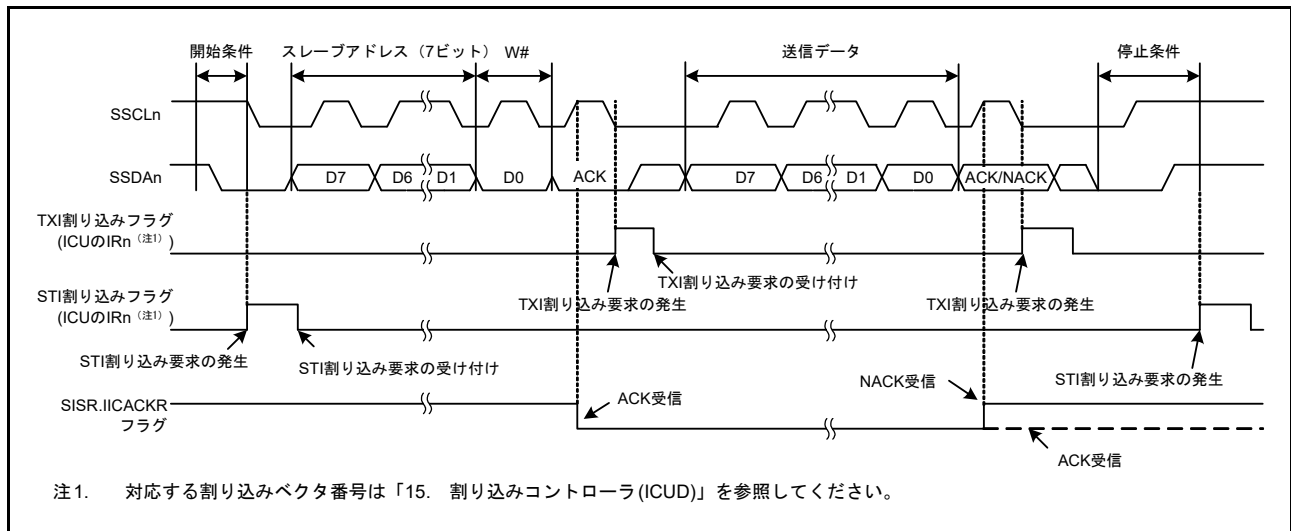 開始条件 スレーブアドレス（7ビット） W# 送信データ 停止条件
SSCLn
SSDAn D7 D6 D1 D0 ACK D7 D6 D1 D0 ACK/NACK
TXI割り込みフラグ
(ICUのIRn（注1）)
TXI割り込み要求の受け付け
TXI割り込み要求の発生 TXI割り込み要求の発生
STI割り込みフラグ
(ICUのIRn（注1）)
STI割り込み要求の発生 STI割り込み要求の受け付け STI割り込み要求の発生
SISR.IICACKR
フラグ
ACK受信 NACK受信
ACK受信
注1. 対応する割り込みベクタ番号は「15. 割り込みコントローラ(ICUD)」を参照してください。